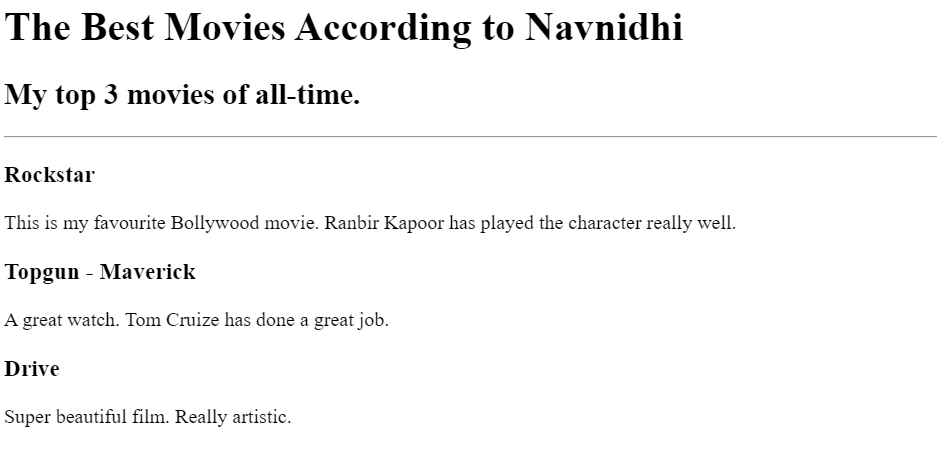 The Best Movies According to Navnidhi
My top 3 movies of all-time.
Rockstar
This is my favourite Bollywood movie. Ranbir Kapoor has played the character really well.
Topgun - Maverick
A great watch. Tom Cruize has done a great job.
Drive
Super beautiful film. Really artistic.